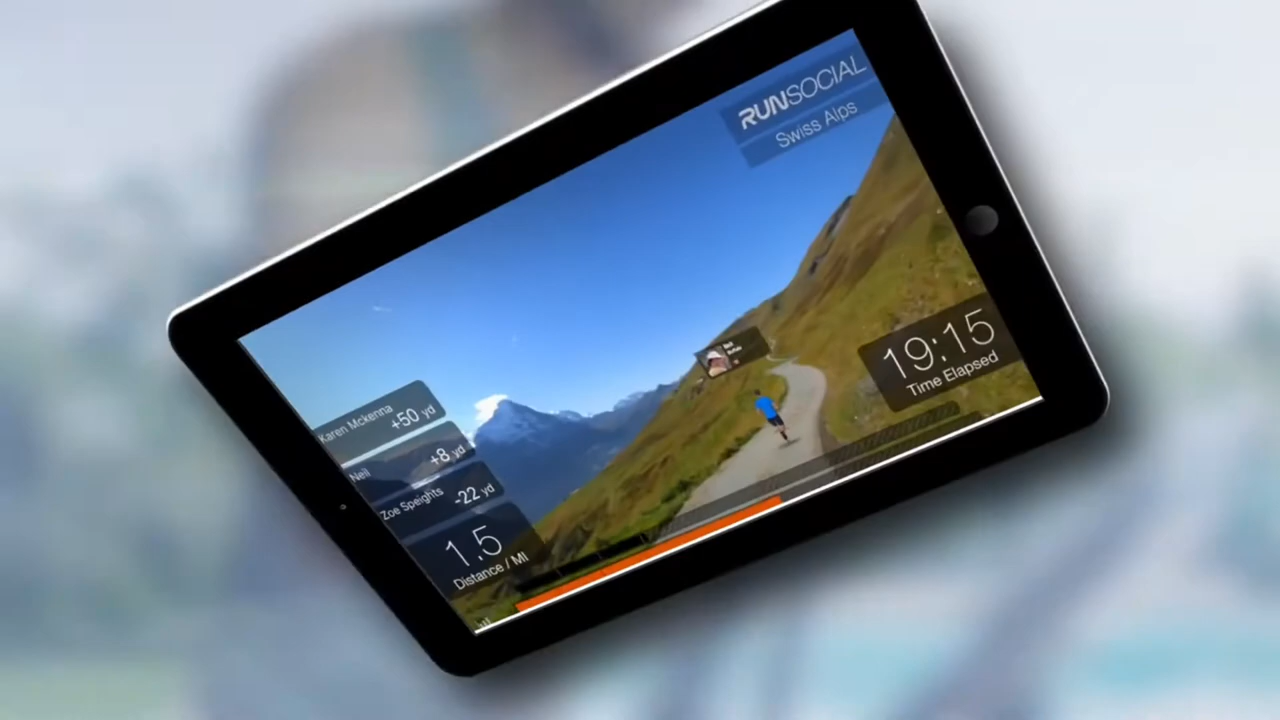 RUNSOCIAL
Swiss Alps
19:15
Time Elapsed
Karen Mckenna
+50 yd
Neil
+8 yd
Zoe Speights
-22 yd
1.5
Distance / MI